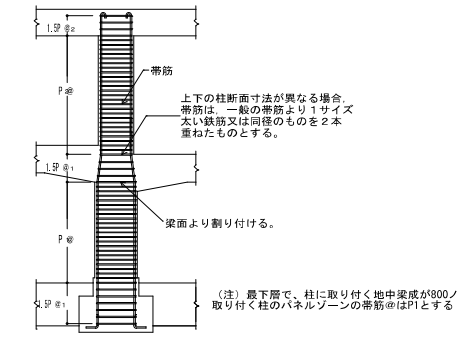 1.5P @2
帯筋
P 2@
上下の柱断面寸法が異なる場合,
帯筋は, 一般の帯筋より1サイズ
太い鉄筋又は同径のものを2本
重ねたものとする。
1.5P @1
梁面より割り付ける。
P @
(注) 最下層で、柱に取り付く地中梁成が800ノ
取り付く柱のパネルゾーンの帯筋@はP1とする
1.5P @1